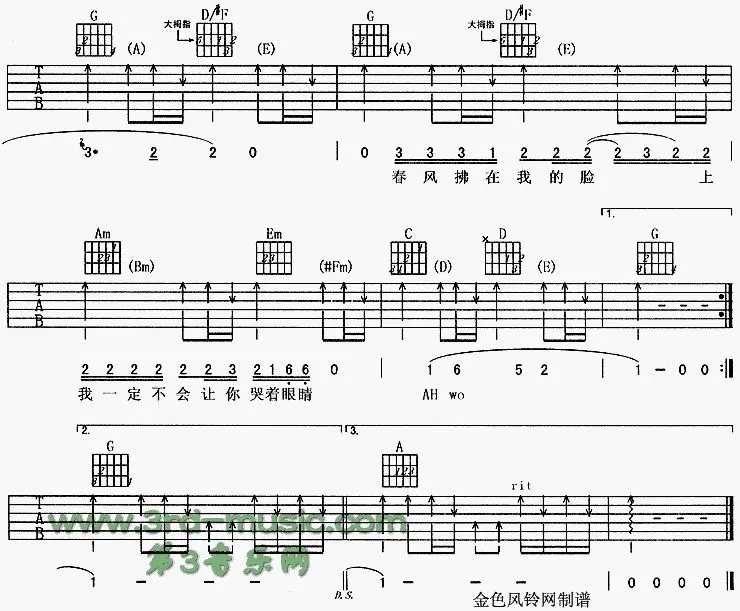 G 大拇指 D/#F G 大拇指 D/#F
(A) (E) (A) (E)
T
A
B
3· 2 2 0 | 0 3 3 3 1 2 2 2 2 3 2 2
春风拂在我的脸 上
1.
Am Em C D G
(Bm) (#Fm) (D) (E)
T
A
B
2 2 2 2 2 2 2 3 2 1 6 6 0 | 1 6 5 2 | 1 - 0 0 :||
我一定不会让你哭着眼睛 AH wo
2. 3.
G A
rit
T
A
B
www.3rd-music.com
第3音乐网
1 - - - D.S. 1 - - - | 0 0 0 0
金色风铃网制谱